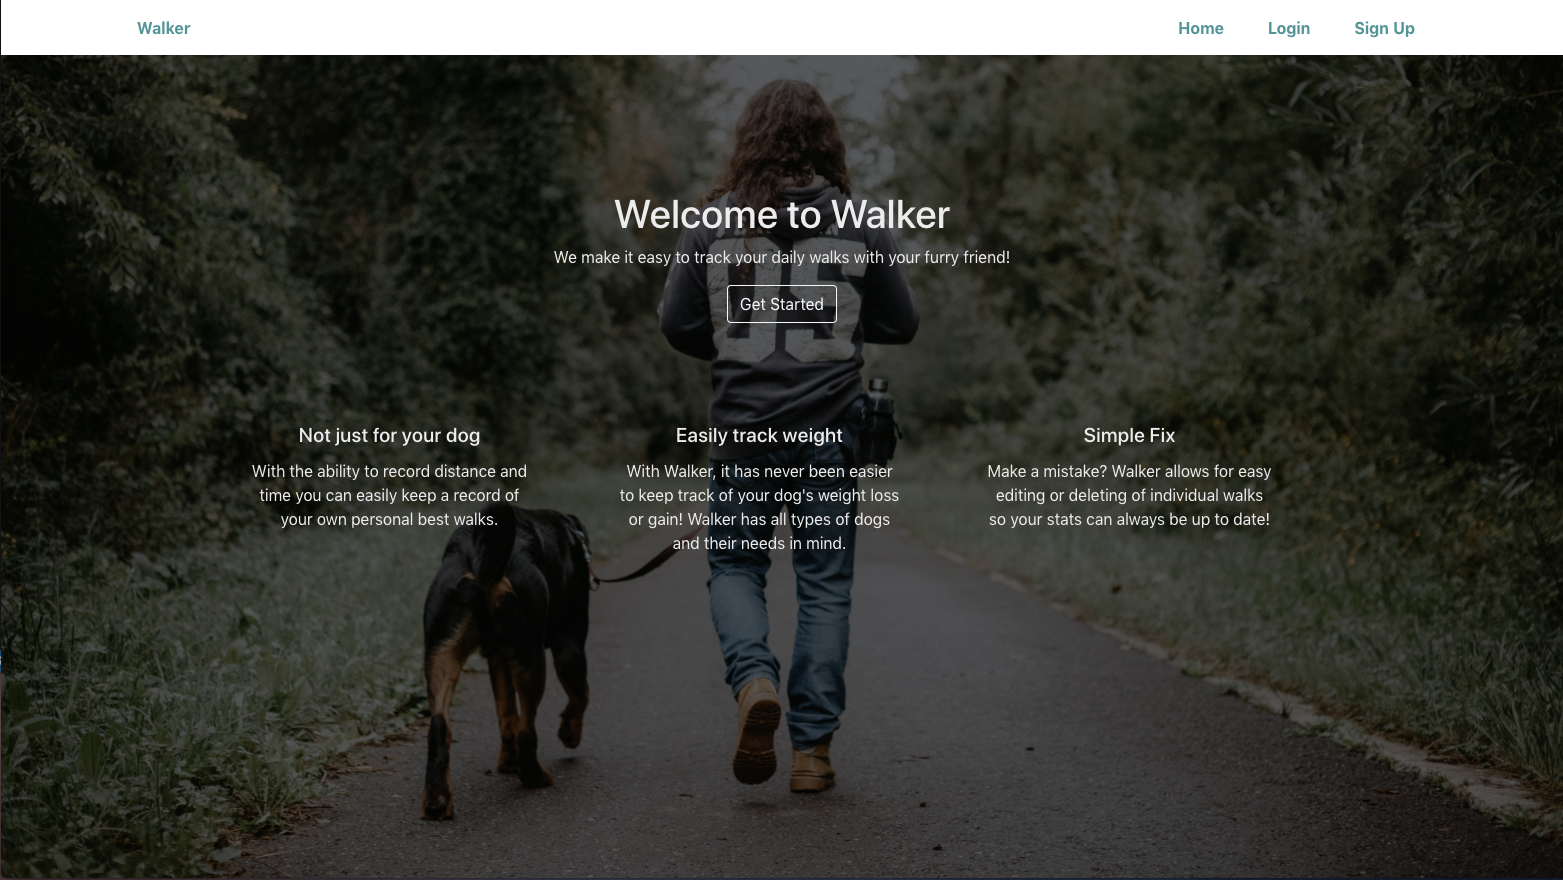 Walker
Home
Login
Sign Up
Welcome to Walker
We make it easy to track your daily walks with your furry friend!
Get Started
Not just for your dog
With the ability to record distance and
time you can easily keep a record of
your own personal best walks.
Easily track weight
With Walker, it has never been easier
to keep track of your dog's weight loss
or gain! Walker has all types of dogs
and their needs in mind.
Simple Fix
Make a mistake? Walker allows for easy
editing or deleting of individual walks
so your stats can always be up to date!